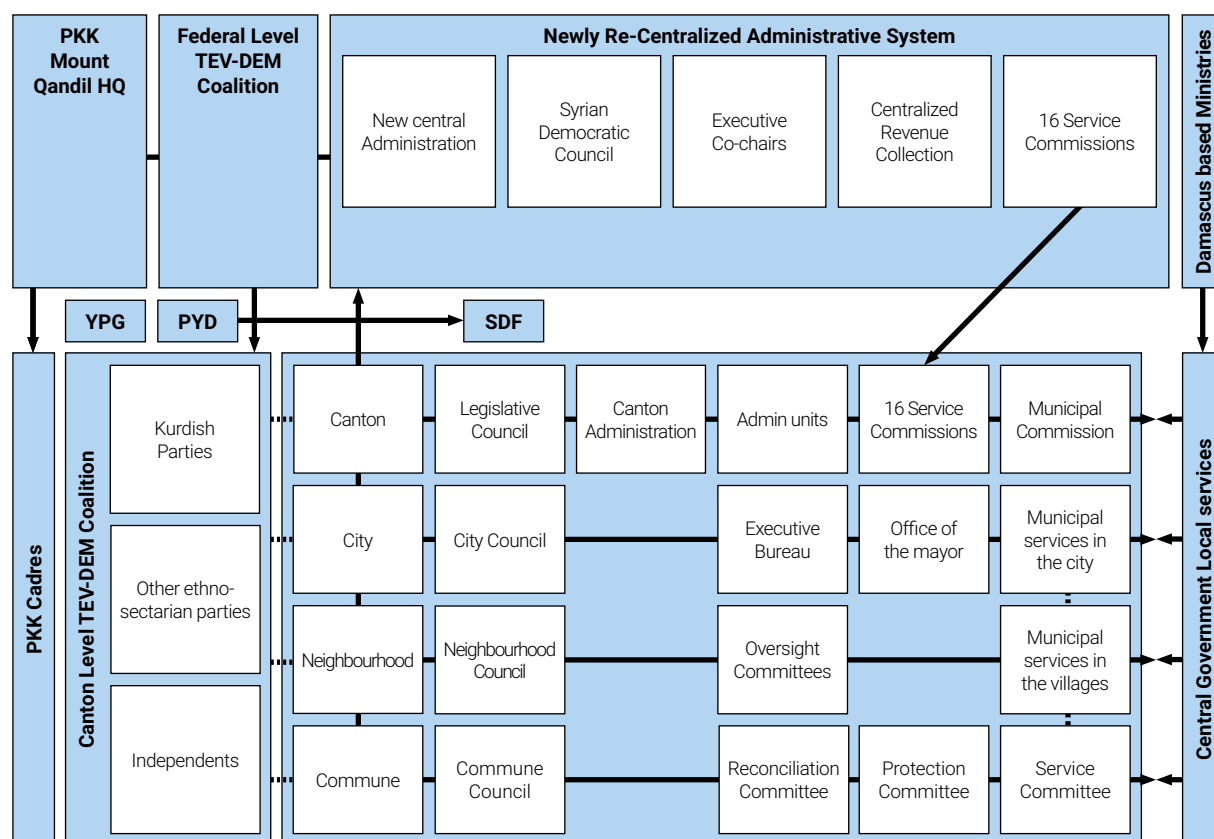 PKK
Mount
Qandil HQ
Federal Level
TEV-DEM
Coalition
Newly Re-Centralized Administrative System
New central
Administration
Syrian
Democratic
Council
Executive
Co-chairs
Centralized
Revenue
Collection
16 Service
Commissions
Damascus based Ministries
YPG
PYD
SDF
PKK Cadres
Canton Level TEV-DEM Coalition
Kurdish
Parties
Other ethno-
sectarian parties
Independents
Canton
Legislative
Council
Canton
Administration
Admin units
16 Service
Commissions
Municipal
Commission
City
City Council
Executive
Bureau
Office of
the mayor
Municipal
services in
the city
Neighbourhood
Neighbourhood
Council
Oversight
Committees
Municipal
services in
the villages
Commune
Commune
Council
Reconciliation
Committee
Protection
Committee
Service
Committee
Central Government Local services